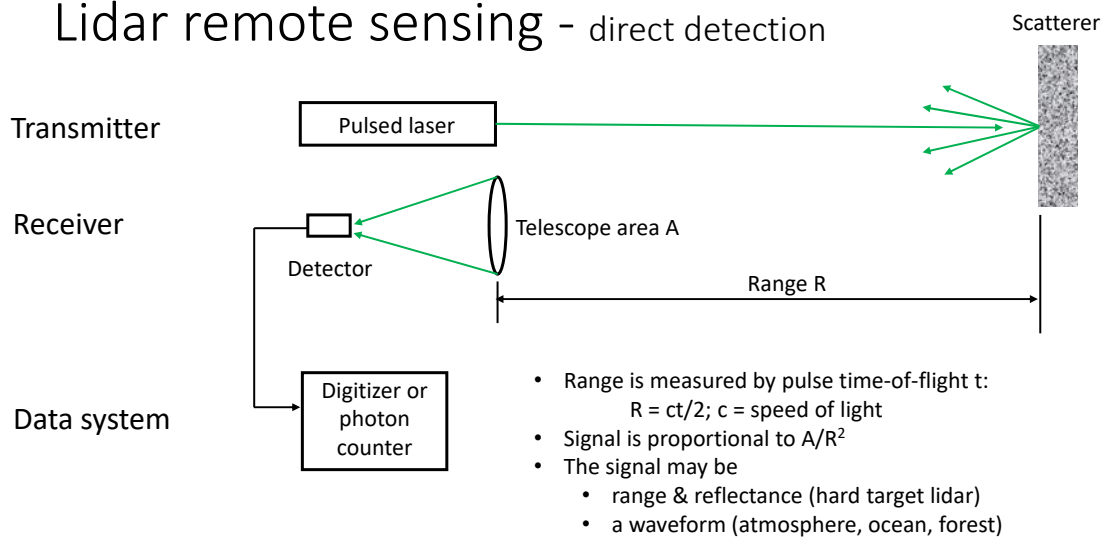 Lidar remote sensing - direct detection
Scatterer
Transmitter
Pulsed laser
Receiver
Telescope area A
Detector
Range R
Data system
Digitizer or
photon
counter
• Range is measured by pulse time-of-flight t:
R = ct/2; c = speed of light
• Signal is proportional to A/R²
• The signal may be
• range & reflectance (hard target lidar)
• a waveform (atmosphere, ocean, forest)